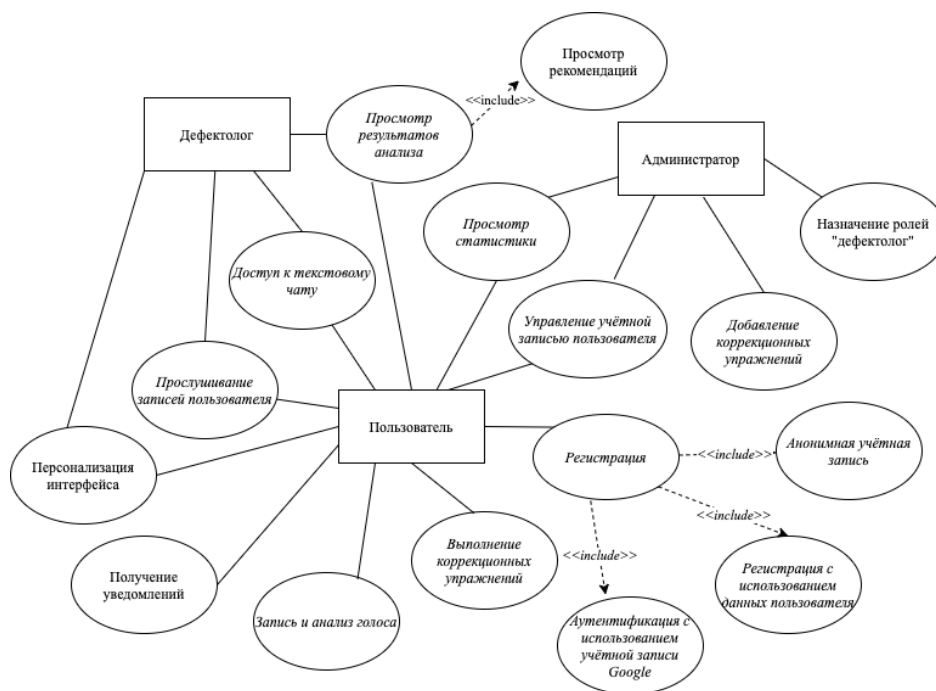 Просмотр
рекомендаций
<<include>>
Дефектолог
Просмотр
результатов
анализа
Администратор
Просмотр
статистики
Назначение ролей
"дефектолог"
Доступ к текстовому
чату
Управление учётной
записью пользователя
Добавление
коррекционных
упражнений
Прослушивание
записей пользователя
Пользователь
Регистрация
<<include>>
Анонимная учётная
запись
Персонализация
интерфейса
<<include>>
Выполнение
коррекционных
упражнений
<<include>>
Получение
уведомлений
Регистрация с
использованием
данных пользователя
Запись и анализ голоса
Аутентификация с
использованием
учётной записи
Google